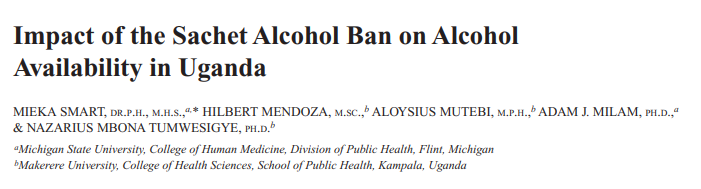 Impact of the Sachet Alcohol Ban on Alcohol
Availability in Uganda
MIEKA SMART, DR.P.H., M.H.S.,a,* HILBERT MENDOZA, M.SC.,b ALOYSIUS MUTEBI, M.P.H.,b ADAM J. MILAM, PH.D.,a
& NAZARIUS MBONA TUMWESIGYE, PH.D.b
aMichigan State University, College of Human Medicine, Division of Public Health, Flint, Michigan
bMakerere University, College of Health Sciences, School of Public Health, Kampala, Uganda